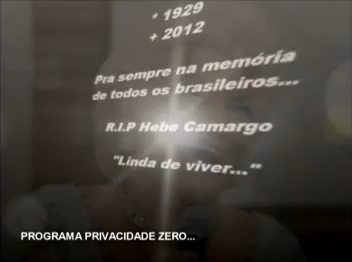 * 1929
+ 2012
Pra sempre na memória
de todos os brasileiros...
R.I.P Hebe Camargo
"Linda de viver..."
PROGRAMA PRIVACIDADE ZERO...